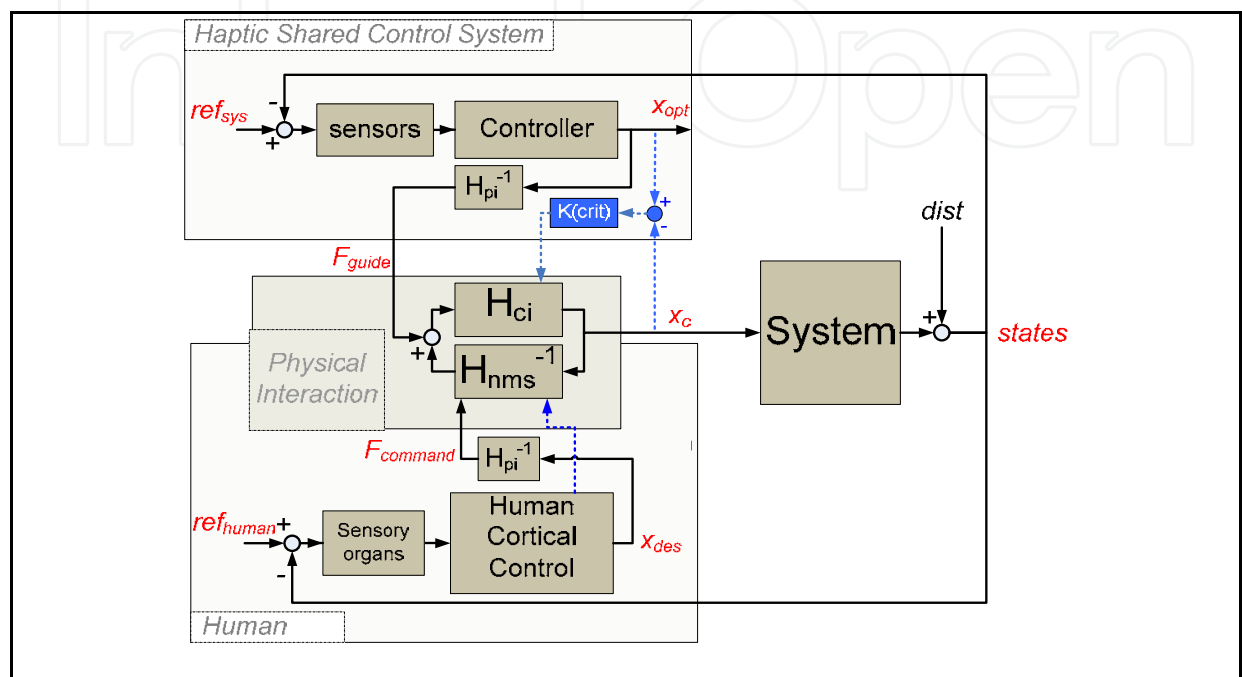 Haptic Shared Control System
ref_sys
-
+
sensors
Controller
x_opt
H_pi^-1
K(crit)
+
-
F_guide
dist
H_ci
x_c
System
+
states
+
Physical
Interaction
H_nms^-1
F_command
H_pi^-1
ref_human
+
-
Sensory
organs
Human
Cortical
Control
x_des
Human